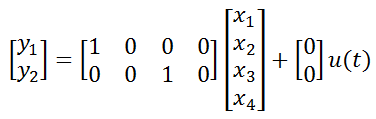 [y₁ y₂] = [1 0 0 0; 0 0 1 0] [x₁ x₂ x₃ x₄] + [0 0] u(t)